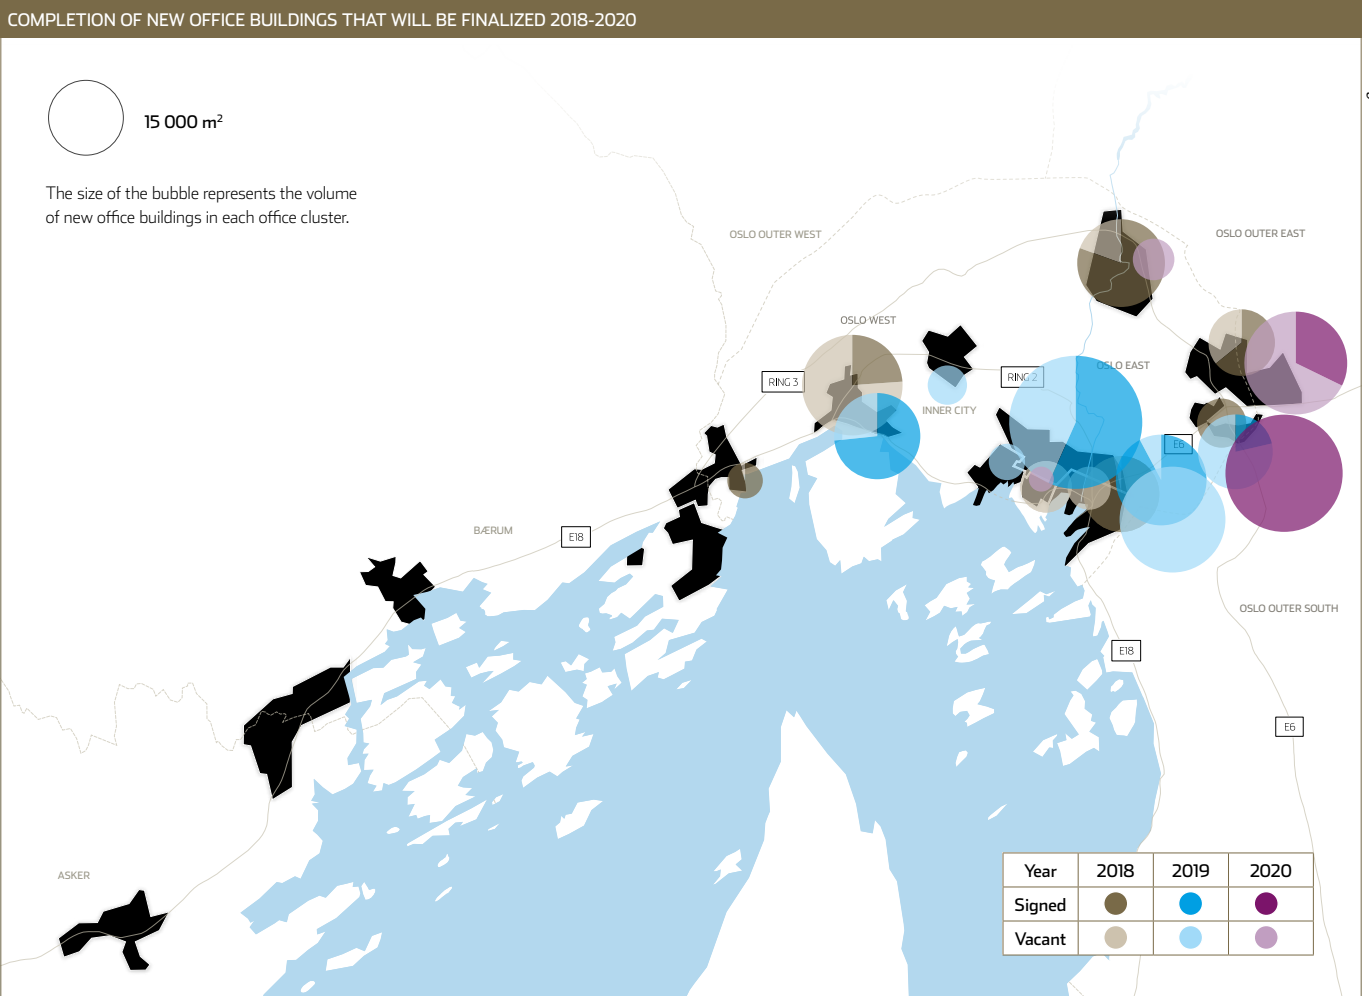 COMPLETION OF NEW OFFICE BUILDINGS THAT WILL BE FINALIZED 2018-2020
15 000 m²
The size of the bubble represents the volume
of new office buildings in each office cluster.
OSLO OUTER WEST
OSLO OUTER EAST
OSLO WEST
OSLO EAST
RING 3
RING 2
INNER CITY
E6
BÆRUM
E18
OSLO OUTER SOUTH
E18
E6
ASKER
Year 2018 2019 2020
Signed
Vacant